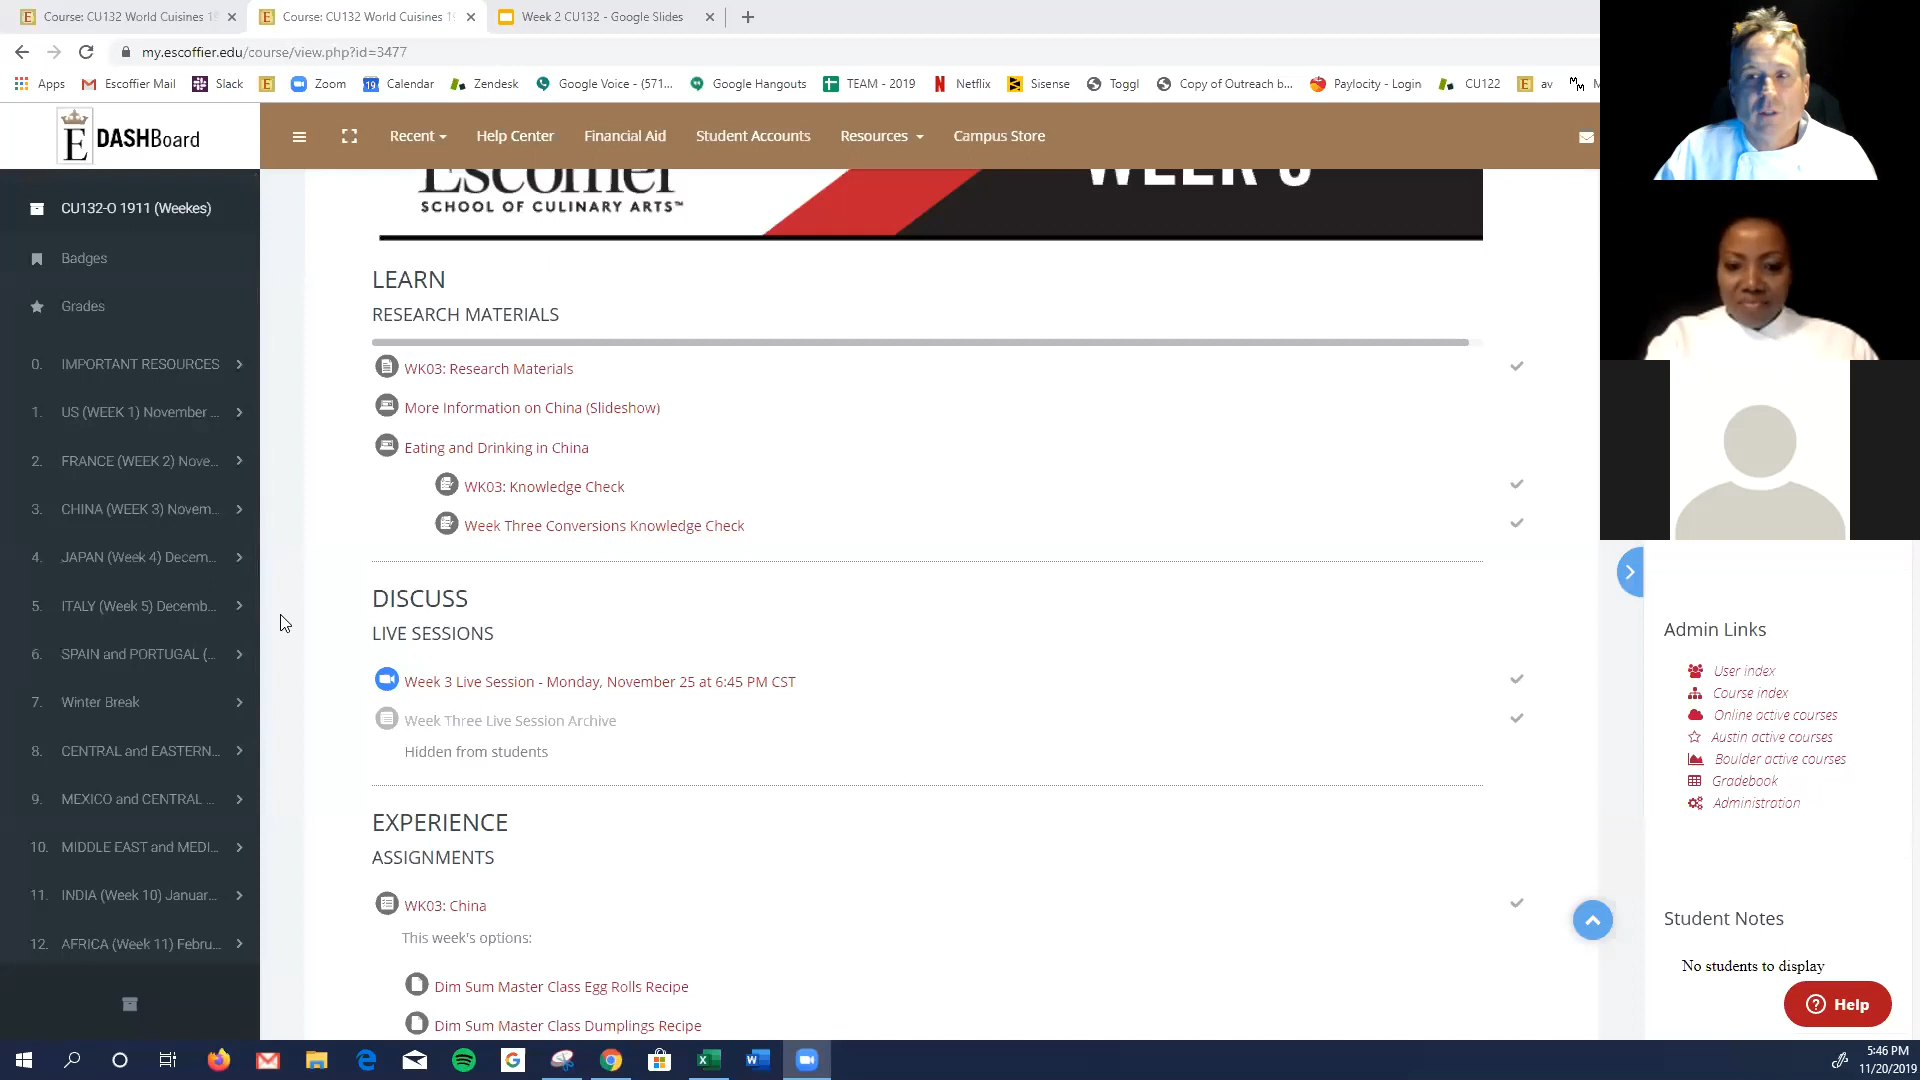 Course: CU132 World Cuisines 1
Course: CU132 World Cuisines 1
Week 2 CU132 - Google Slides
my.escoffier.edu/course/view.php?id=3477
Apps
Escoffier Mail
Slack
Zoom
Calendar
Zendesk
Google Voice - (571...
Google Hangouts
TEAM - 2019
Netflix
Sisense
Toggl
Copy of Outreach b...
Paylocity - Login
CU122
av
E DASHBoard
Recent
Help Center
Financial Aid
Student Accounts
Resources
Campus Store
CU132-O 1911 (Weekes)
Badges
Grades
0. IMPORTANT RESOURCES
1. US (WEEK 1) November ...
2. FRANCE (WEEK 2) Nove...
3. CHINA (WEEK 3) Novem...
4. JAPAN (Week 4) Decem...
5. ITALY (Week 5) Decemb...
6. SPAIN and PORTUGAL (...
7. Winter Break
8. CENTRAL and EASTERN...
9. MEXICO and CENTRAL ...
10. MIDDLE EAST and MEDI...
11. INDIA (Week 10) Januar...
12. AFRICA (Week 11) Febru...
Escoffier
SCHOOL OF CULINARY ARTS™
WEEK 3
LEARN
RESEARCH MATERIALS
WK03: Research Materials
More Information on China (Slideshow)
Eating and Drinking in China
WK03: Knowledge Check
Week Three Conversions Knowledge Check
DISCUSS
LIVE SESSIONS
Week 3 Live Session - Monday, November 25 at 6:45 PM CST
Week Three Live Session Archive
Hidden from students
EXPERIENCE
ASSIGNMENTS
WK03: China
This week's options:
Dim Sum Master Class Egg Rolls Recipe
Dim Sum Master Class Dumplings Recipe
Admin Links
User index
Course index
Online active courses
Austin active courses
Boulder active courses
Gradebook
Administration
Student Notes
No students to display
Help
5:46 PM
11/20/2019